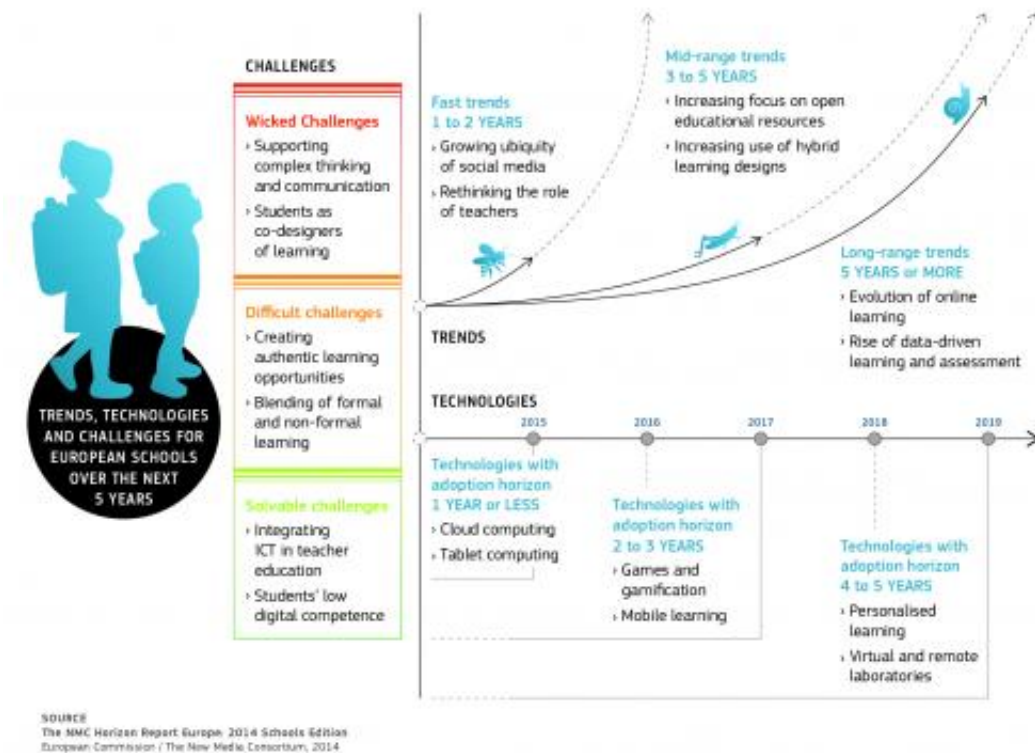 CHALLENGES
Wicked Challenges
› Supporting
complex thinking
and communication
› Students as
co-designers
of learning
Difficult challenges
› Creating
authentic learning
opportunities
› Blending of formal
and non-formal
learning
Solvable challenges
› Integrating
ICT in teacher
education
› Students' low
digital competence
TRENDS, TECHNOLOGIES
AND CHALLENGES FOR
EUROPEAN SCHOOLS
OVER THE NEXT
5 YEARS
Fast trends
1 to 2 YEARS
› Growing ubiquity
of social media
› Rethinking the role
of teachers
Mid-range trends
3 to 5 YEARS
› Increasing focus on open
educational resources
› Increasing use of hybrid
learning designs
Long-range trends
5 YEARS or MORE
› Evolution of online
learning
› Rise of data-driven
learning and assessment
TRENDS
TECHNOLOGIES
2015 2016 2017 2018 2019
Technologies with
adoption horizon
1 YEAR or LESS
› Cloud computing
› Tablet computing
Technologies with
adoption horizon
2 to 3 YEARS
› Games and
gamification
› Mobile learning
Technologies with
adoption horizon
4 to 5 YEARS
› Personalised
learning
› Virtual and remote
laboratories
SOURCE
The NMC Horizon Report Europe: 2014 Schools Edition
European Commission / The New Media Consortium, 2014